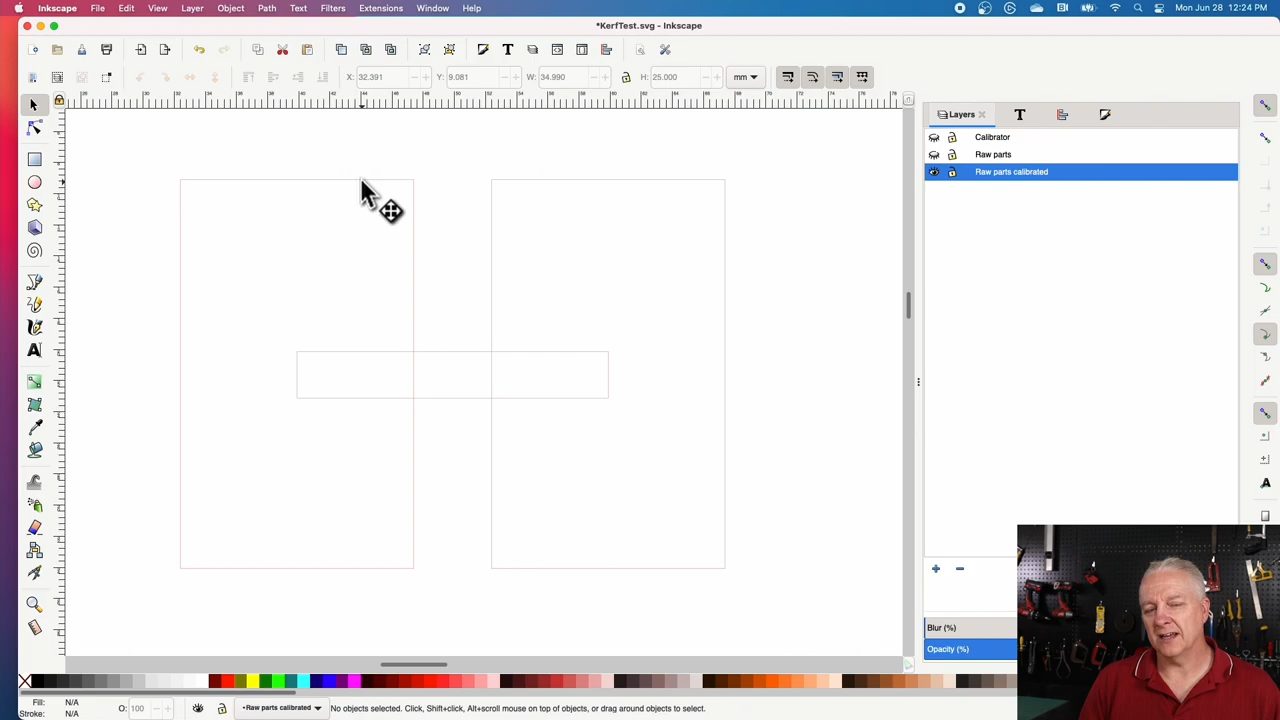 Inkscape File Edit View Layer Object Path Text Filters Extensions Window Help Mon Jun 28 12:24 PM
*KerfTest.svg - Inkscape
X: 32.391 Y: 9.081 W: 34.990 H: 25.000 mm
Layers
Calibrator
Raw parts
Raw parts calibrated
Blur (%)
Opacity (%)
Fill: N/A
Stroke: N/A
O: 100
•Raw parts calibrated
No objects selected. Click, Shift+click, Alt+scroll mouse on top of objects, or drag around objects to select.